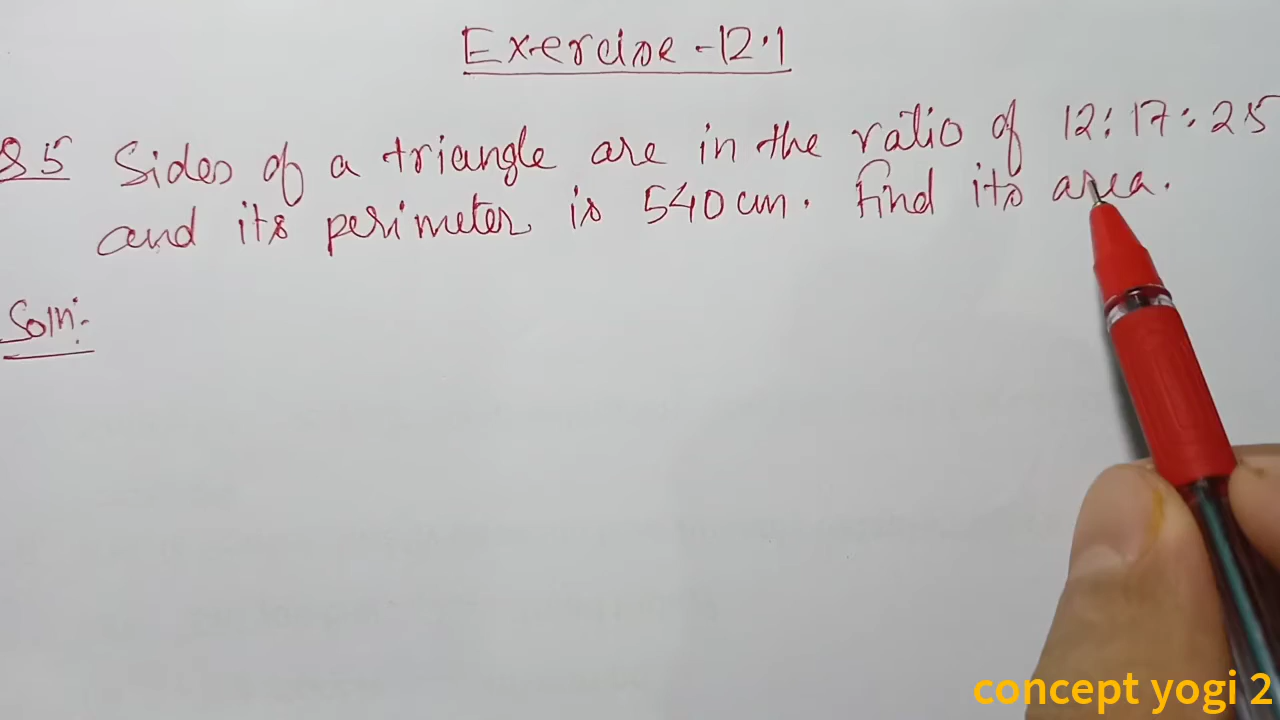 Exercise - 12.1
Q5 Sides of a triangle are in the ratio of 12:17:25
and its perimeter is 540 cm. Find its area.
Soln:-
concept yogi 2